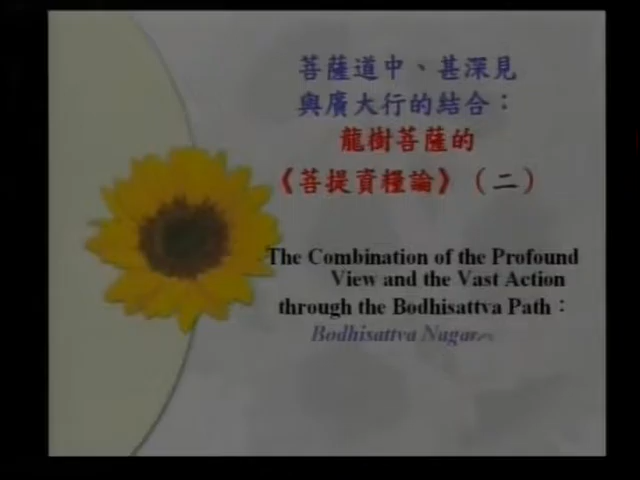 菩薩道中、甚深見
與廣大行的結合：
龍樹菩薩的
《菩提資糧論》（二）
The Combination of the Profound
View and the Vast Action
through the Bodhisattva Path：
Bodhisattva